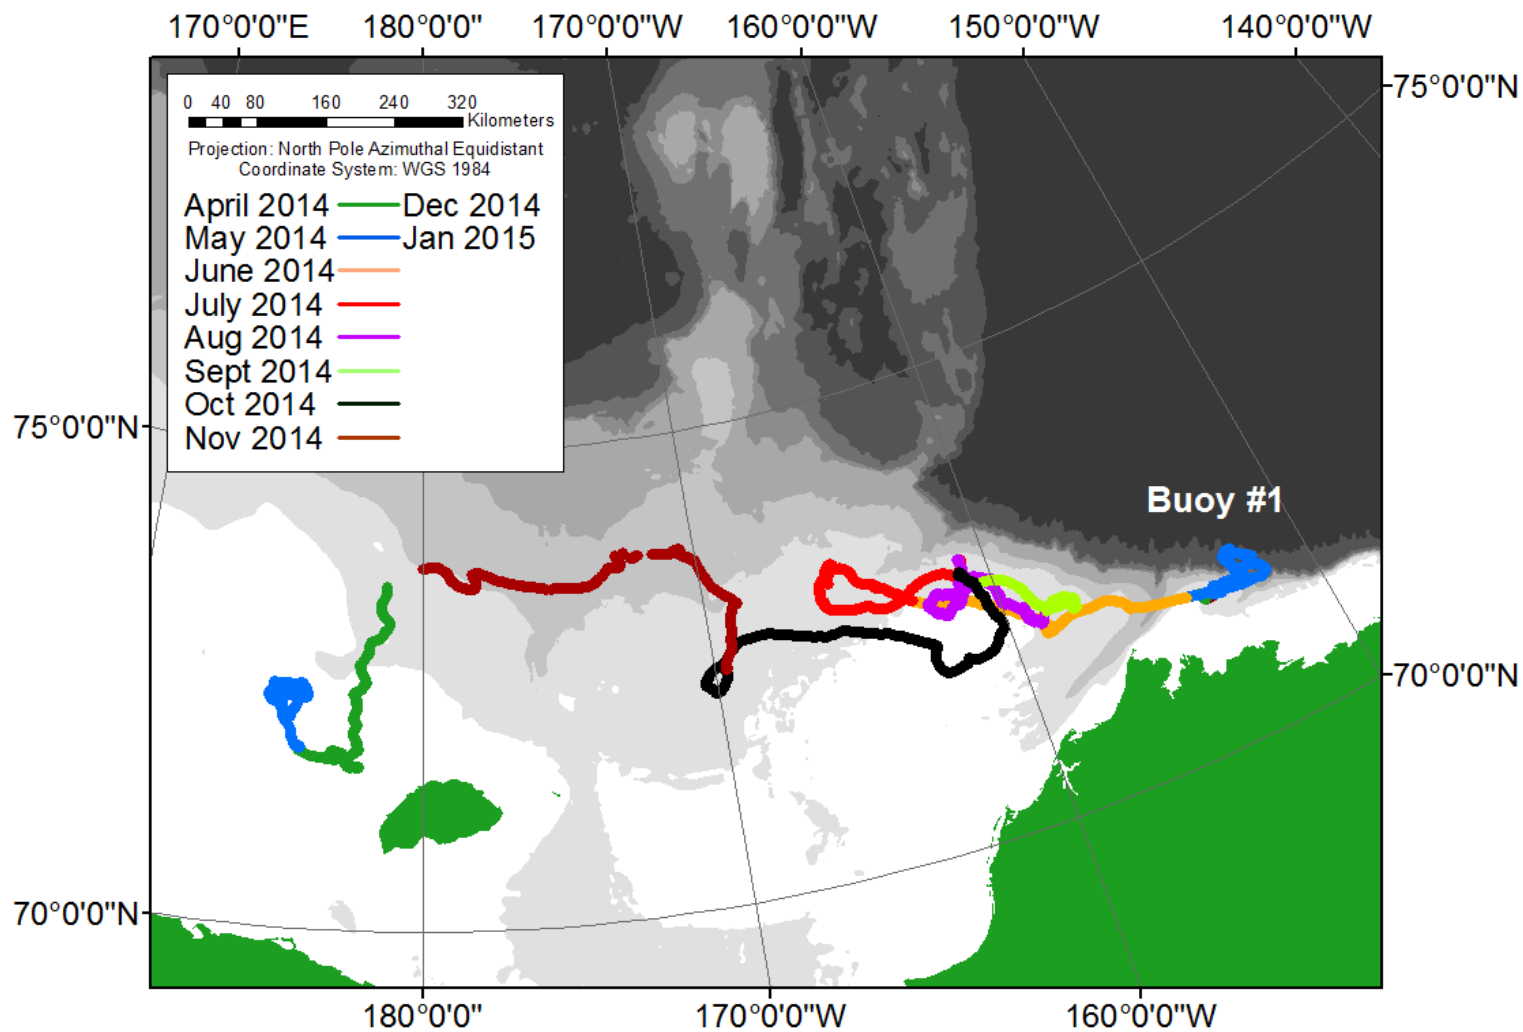 170°0'0"E 180°0'0" 170°0'0"W 160°0'0"W 150°0'0"W 140°0'0"W
75°0'0"N
0 40 80 160 240 320
Kilometers
Projection: North Pole Azimuthal Equidistant
Coordinate System: WGS 1984
April 2014 Dec 2014
May 2014 Jan 2015
June 2014
July 2014
Aug 2014
Sept 2014
Oct 2014
Nov 2014
75°0'0"N
Buoy #1
70°0'0"N
70°0'0"N
180°0'0" 170°0'0"W 160°0'0"W